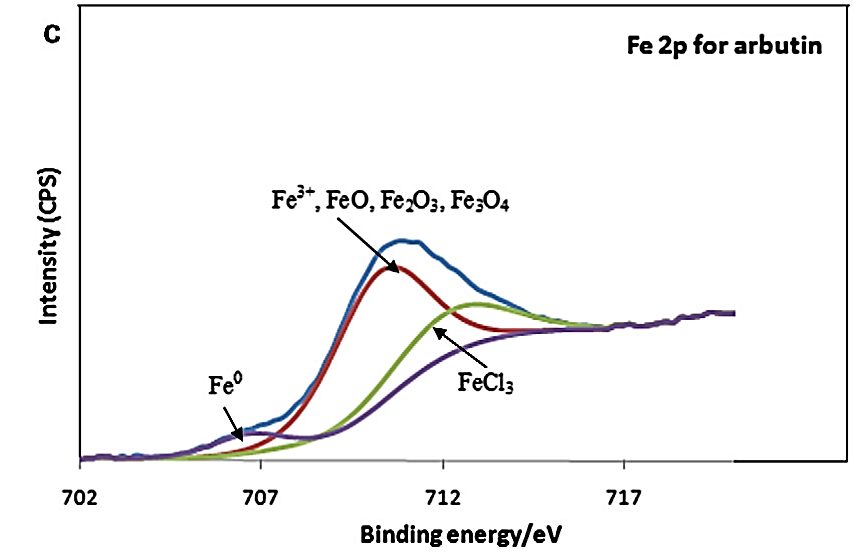 C
Fe 2p for arbutin
Intensity (CPS)
Fe³⁺, FeO, Fe₂O₃, Fe₃O₄
Fe⁰
FeCl₃
702 707 712 717
Binding energy/eV